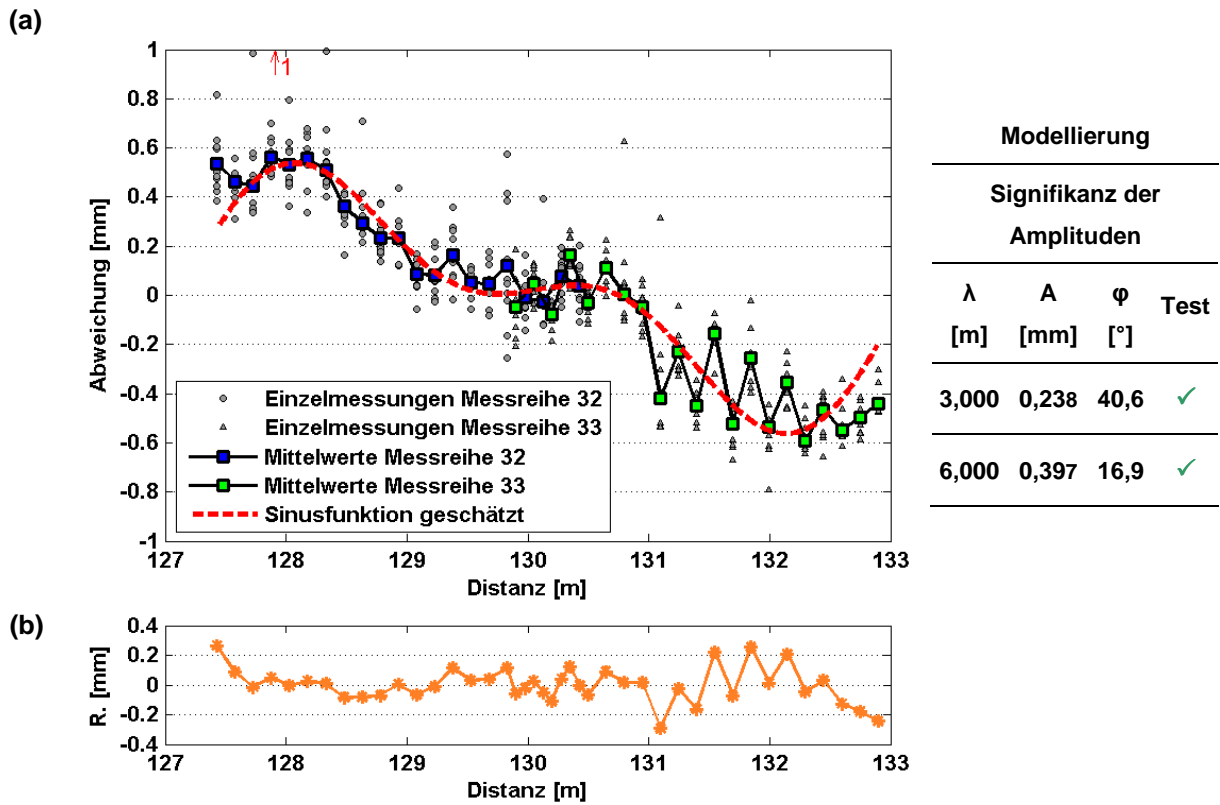 (a)
1
0.8
0.6
0.4
0.2
0
-0.2
-0.4
-0.6
-0.8
-1
Abweichung [mm]
1
Einzelmessungen Messreihe 32
Einzelmessungen Messreihe 33
Mittelwerte Messreihe 32
Mittelwerte Messreihe 33
Sinusfunktion geschätzt
127 128 129 130 131 132 133
Distanz [m]
Modellierung
Signifikanz der
Amplituden
λ A φ Test
[m] [mm] [°]
3,000 0,238 40,6 ✓
6,000 0,397 16,9 ✓
(b)
0.4
0.2
0
-0.2
-0.4
R. [mm]
127 128 129 130 131 132 133
Distanz [m]